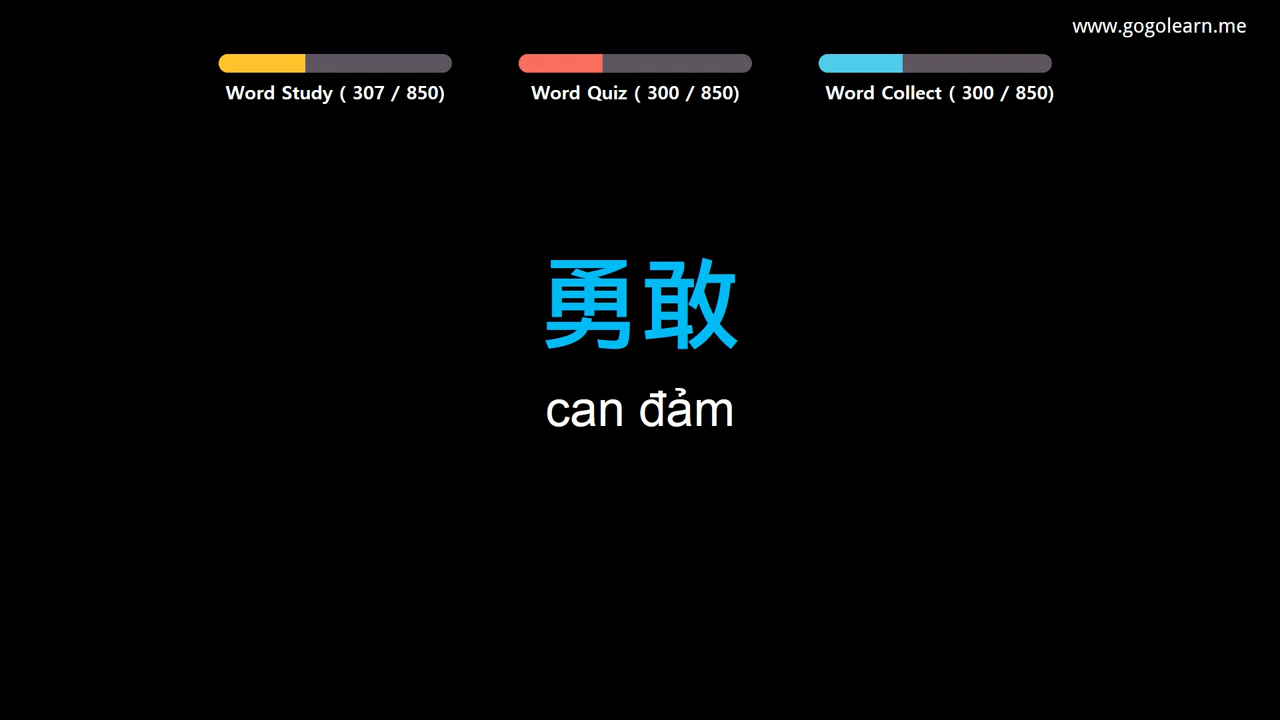 www.gogolearn.me
Word Study ( 307 / 850)
Word Quiz ( 300 / 850)
Word Collect ( 300 / 850)
勇敢
can đảm